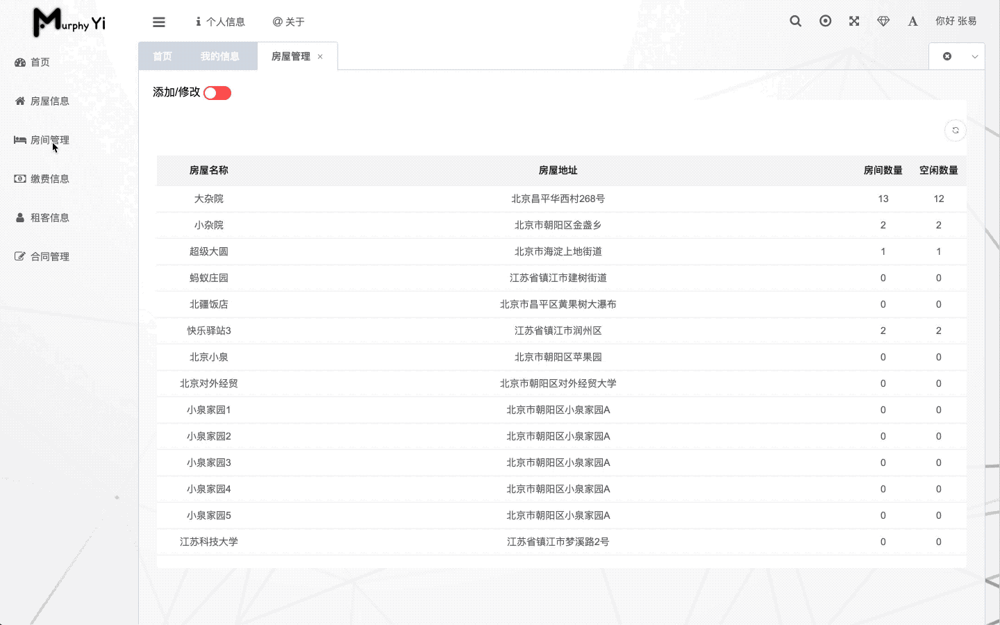 Murphy Yi
个人信息
@ 关于
A
你好 张易
首页
房屋信息
房间管理
缴费信息
租客信息
合同管理
首页 我的信息 房屋管理 ×
添加/修改
房屋名称 房屋地址 房间数量 空闲数量
大杂院 北京昌平华西村268号 13 12
小杂院 北京市朝阳区金盏乡 2 2
超级大圆 北京市海淀上地街道 1 1
蚂蚁庄园 江苏省镇江市建树街道 0 0
北疆饭店 北京市昌平区黄果树大瀑布 0 0
快乐驿站3 江苏省镇江市润州区 2 2
北京小泉 北京市朝阳区苹果园 0 0
北京对外经贸 北京市朝阳区对外经贸大学 0 0
小泉家园1 北京市朝阳区小泉家园A 0 0
小泉家园2 北京市朝阳区小泉家园A 0 0
小泉家园3 北京市朝阳区小泉家园A 0 0
小泉家园4 北京市朝阳区小泉家园A 0 0
小泉家园5 北京市朝阳区小泉家园A 0 0
江苏科技大学 江苏省镇江市梦溪路2号 0 0